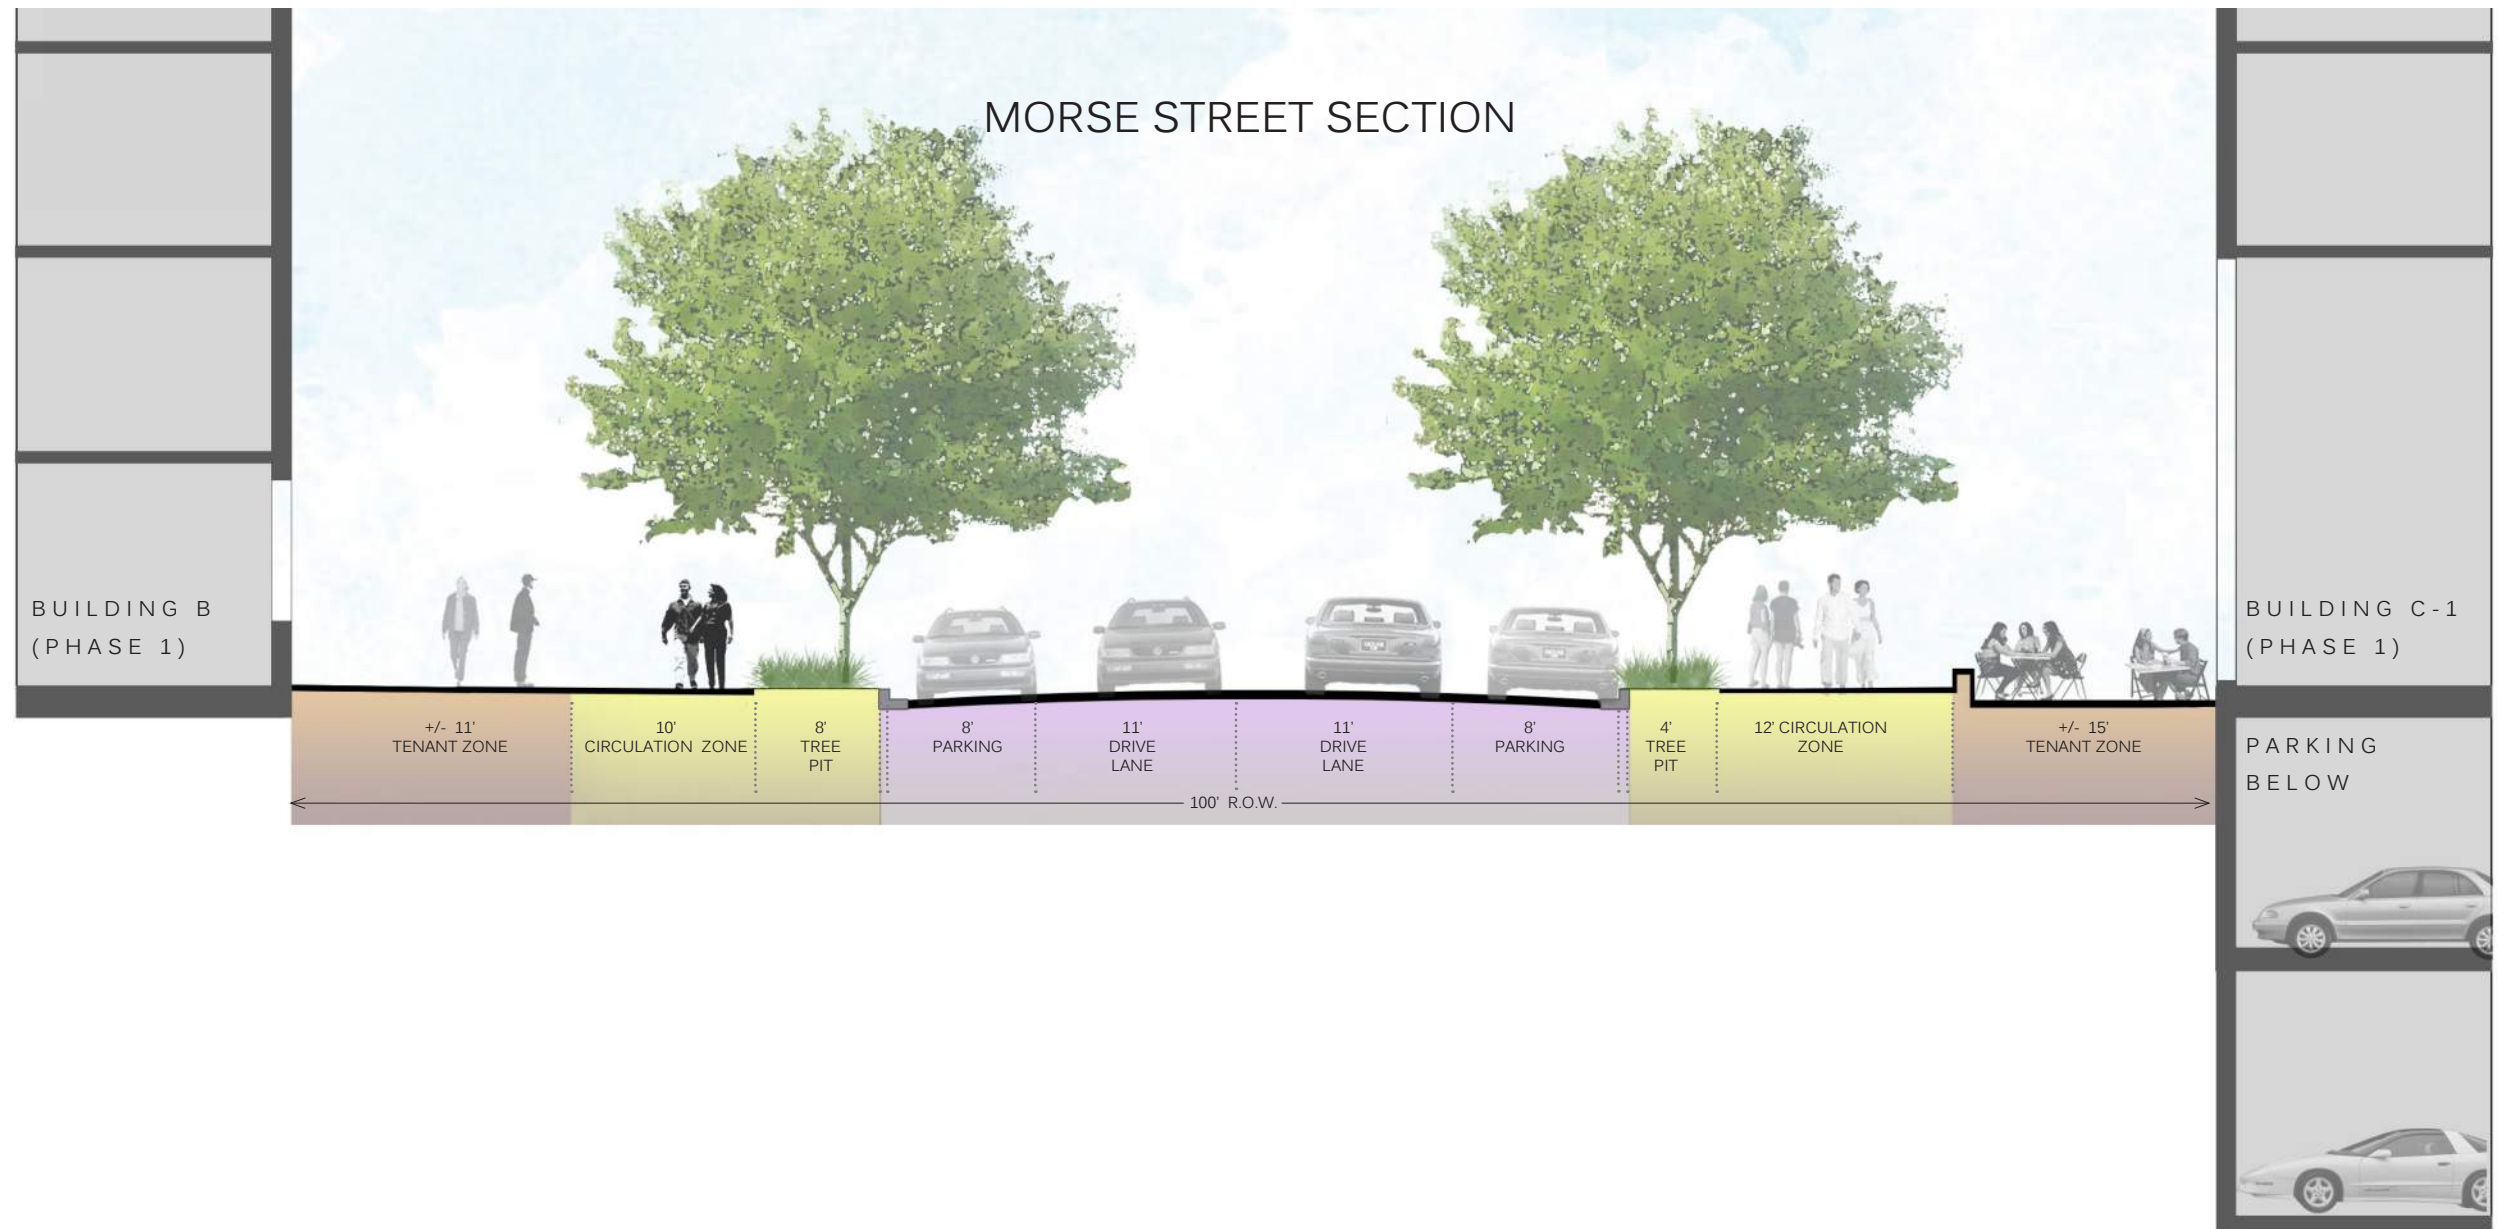 MORSE STREET SECTION
BUILDING B
(PHASE 1)
BUILDING C-1
(PHASE 1)
+/- 11'
TENANT ZONE
10'
CIRCULATION ZONE
8'
TREE
PIT
8'
PARKING
11'
DRIVE
LANE
11'
DRIVE
LANE
8'
PARKING
4'
TREE
PIT
12' CIRCULATION
ZONE
+/- 15'
TENANT ZONE
PARKING
BELOW
100' R.O.W.